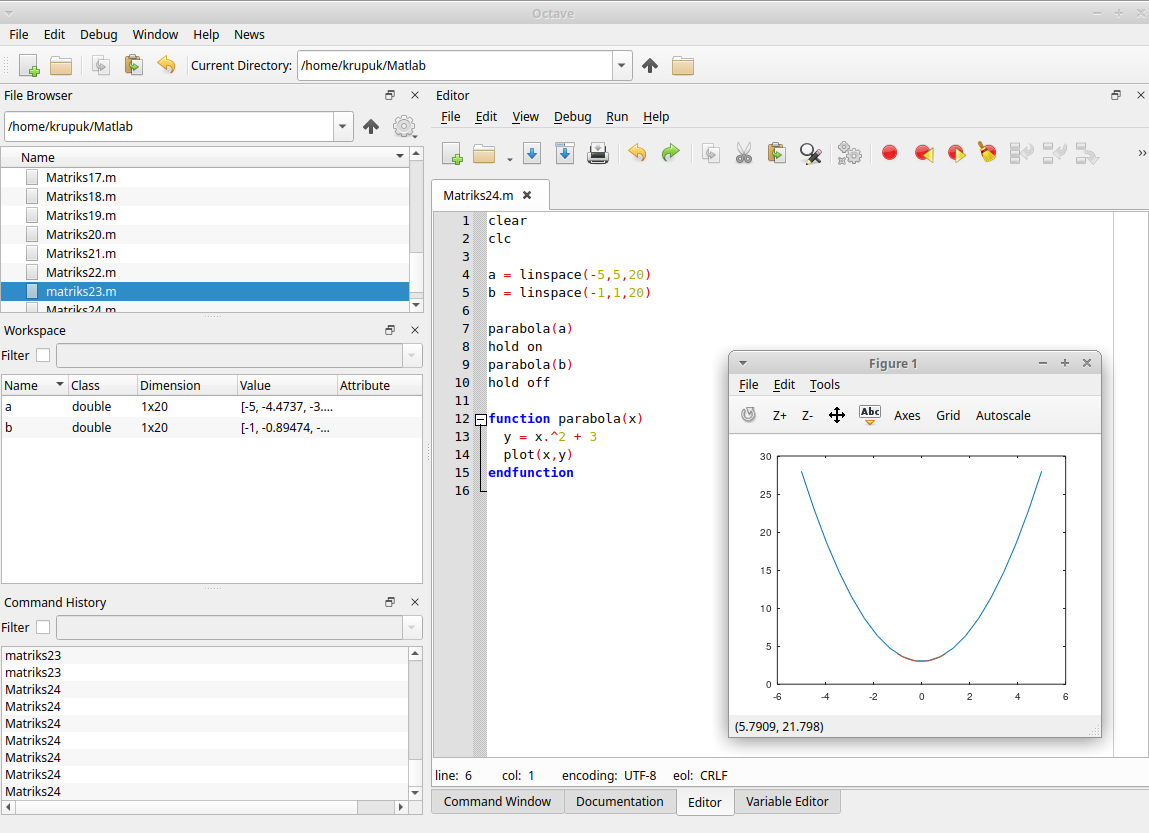 Octave
File Edit Debug Window Help News
Current Directory: /home/krupuk/Matlab
File Browser
/home/krupuk/Matlab
Name
Matriks17.m
Matriks18.m
Matriks19.m
Matriks20.m
Matriks21.m
Matriks22.m
matriks23.m
Matriks24.m
Workspace
Filter
Name Class Dimension Value Attribute
a double 1x20 [-5, -4.4737, -3....
b double 1x20 [-1, -0.89474, -...
Command History
Filter
matriks23
matriks23
Matriks24
Matriks24
Matriks24
Matriks24
Matriks24
Matriks24
Matriks24
Editor
File Edit View Debug Run Help
Matriks24.m
1 clear
2 clc
3
4 a = linspace(-5,5,20)
5 b = linspace(-1,1,20)
6
7 parabola(a)
8 hold on
9 parabola(b)
10 hold off
11
12 function parabola(x)
13 y = x.^2 + 3
14 plot(x,y)
15 endfunction
16
Figure 1
File Edit Tools
Z+ Z- Abc Axes Grid Autoscale
30
25
20
15
10
5
0
-6 -4 -2 0 2 4 6
(5.7909, 21.798)
line: 6 col: 1 encoding: UTF-8 eol: CRLF
Command Window Documentation Editor Variable Editor